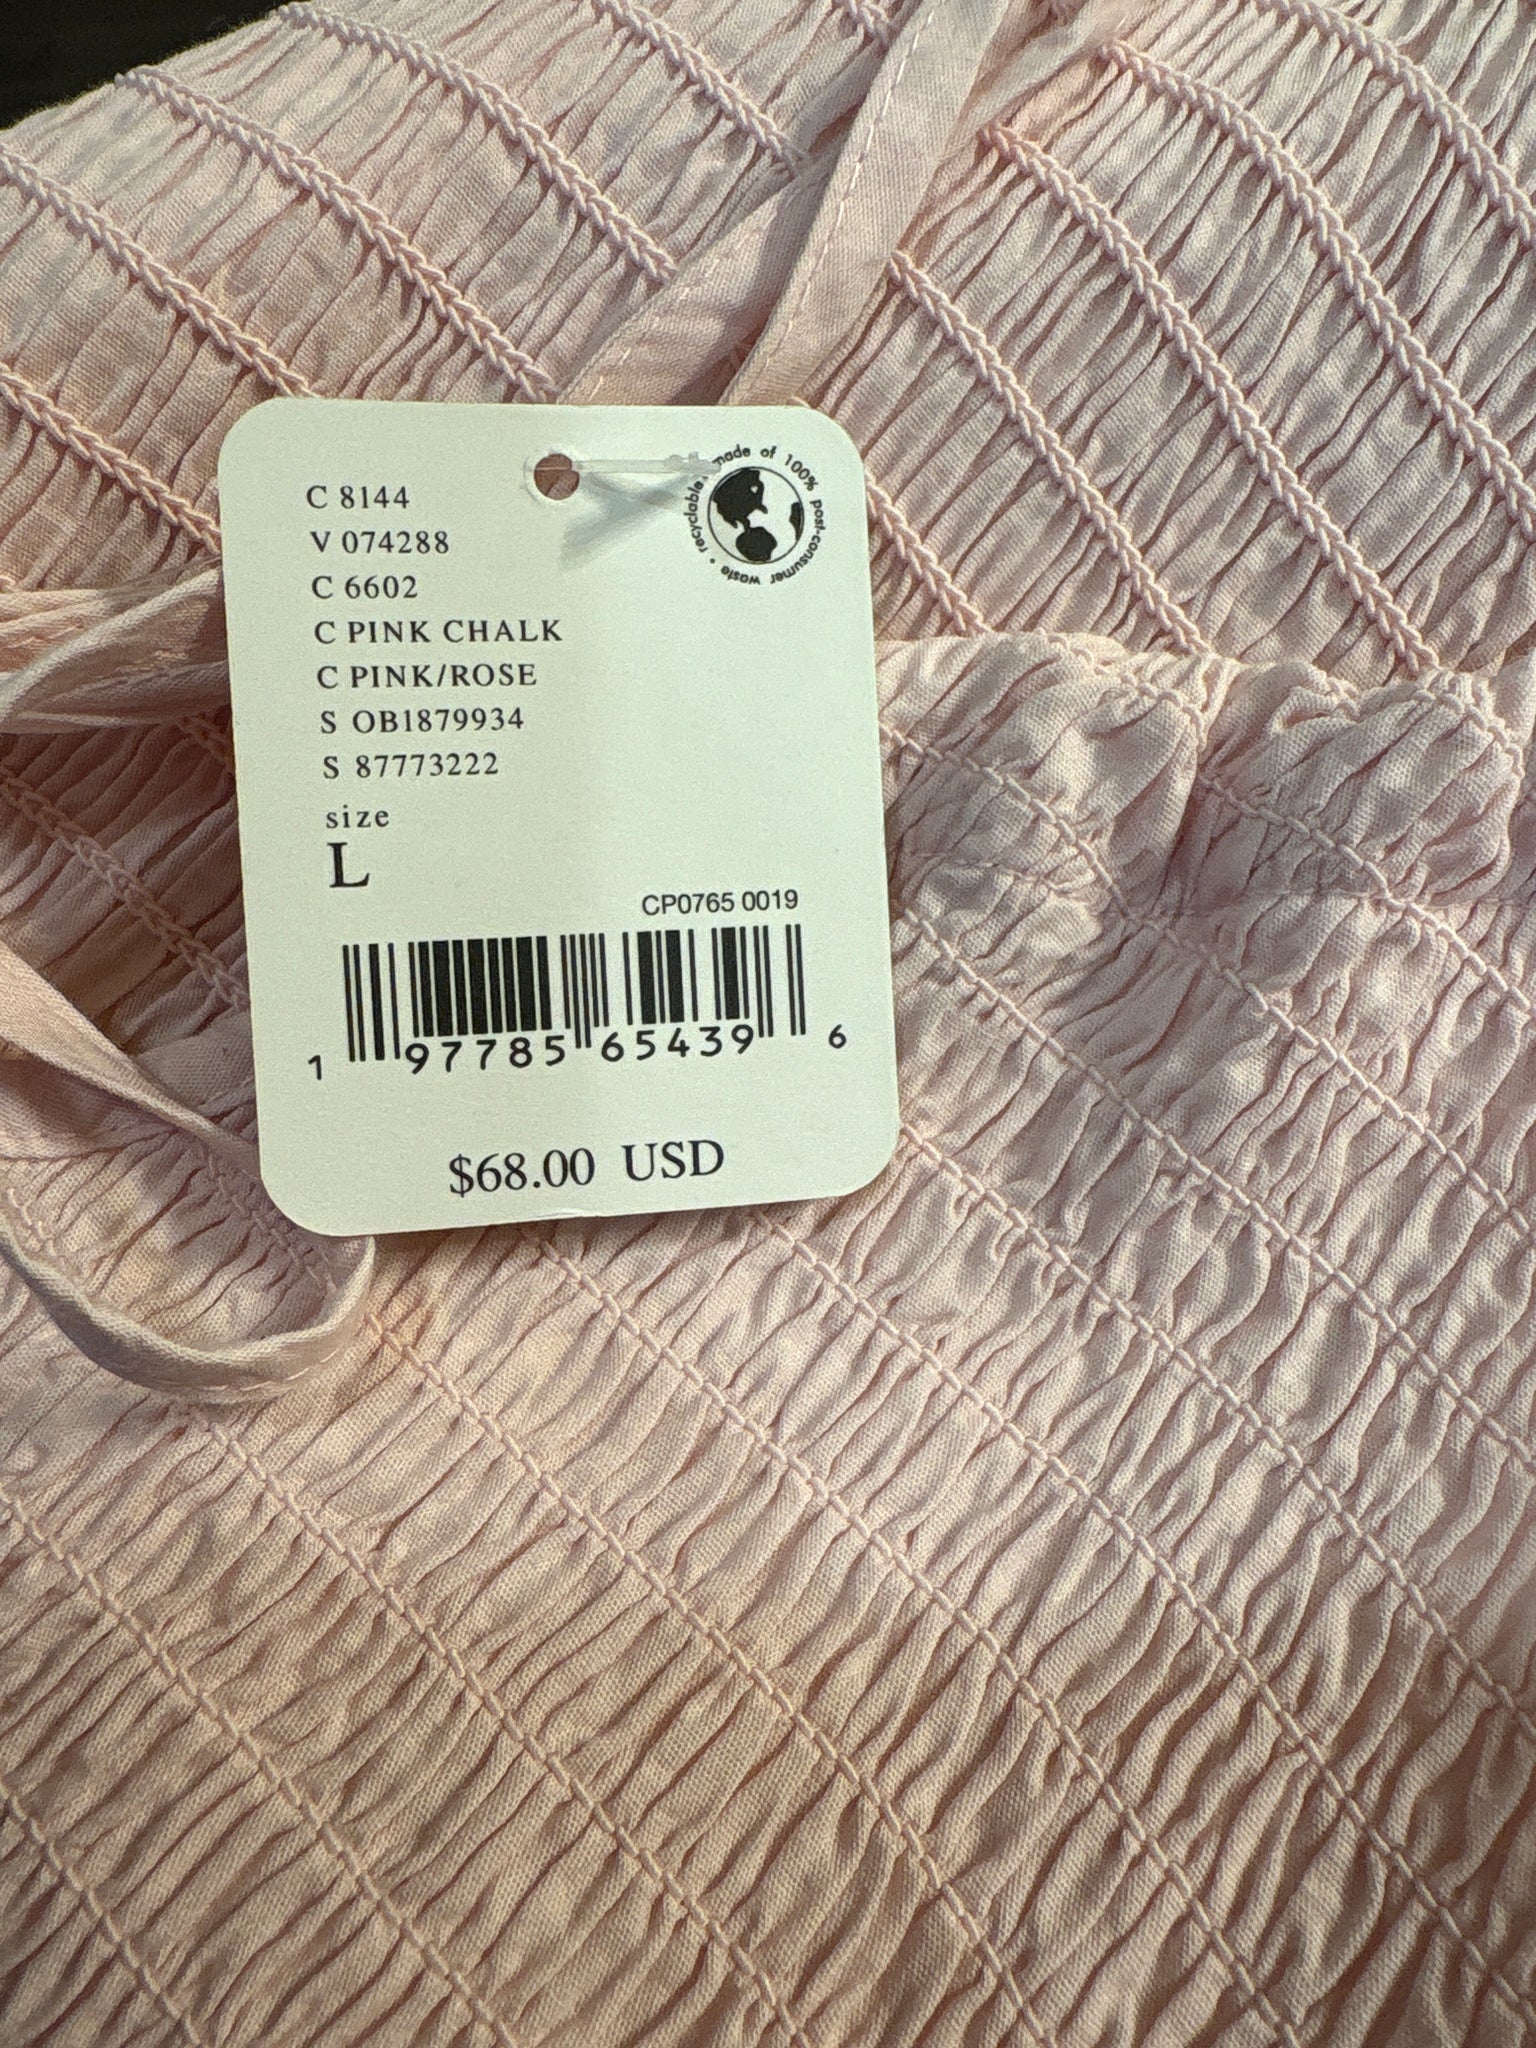 C 8144
V 074288
C 6602
C PINK CHALK
C PINK/ROSE
S OB1879934
S 87773222
size
L
made of 100% post-consumer waste • recyclable.
CP0765 0019
1 97785 65439 6
$68.00 USD